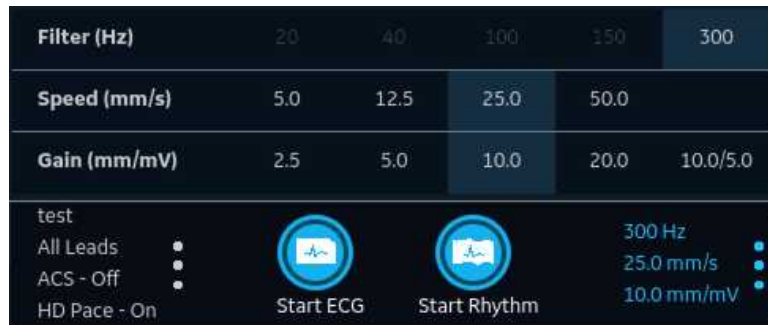 Filter (Hz) 20 40 100 150 300
Speed (mm/s) 5.0 12.5 25.0 50.0
Gain (mm/mV) 2.5 5.0 10.0 20.0 10.0/5.0
test
All Leads
ACS - Off
HD Pace - On
Start ECG
Start Rhythm
300 Hz
25.0 mm/s
10.0 mm/mV